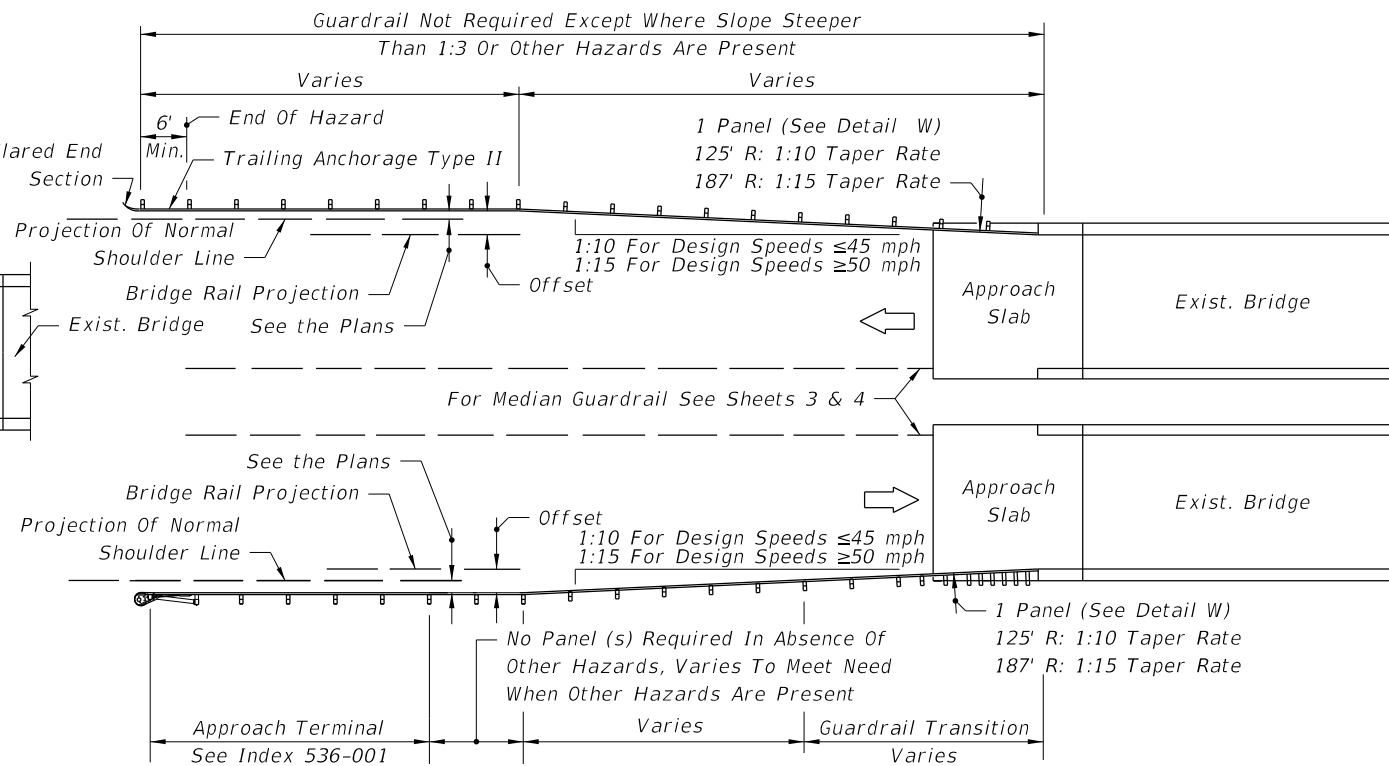 Guardrail Not Required Except Where Slope Steeper
Than 1:3 Or Other Hazards Are Present
Varies
Varies
6'
Min.
End Of Hazard
1 Panel (See Detail W)
125' R: 1:10 Taper Rate
187' R: 1:15 Taper Rate
End
Section
Trailing Anchorage Type II
Projection Of Normal
Shoulder Line
1:10 For Design Speeds ≤45 mph
1:15 For Design Speeds ≥50 mph
Bridge Rail Projection
Offset
Exist. Bridge
See the Plans
Approach
Slab
Exist. Bridge
For Median Guardrail See Sheets 3 & 4
See the Plans
Bridge Rail Projection
Offset
Projection Of Normal
Shoulder Line
1:10 For Design Speeds ≤45 mph
1:15 For Design Speeds ≥50 mph
Approach
Slab
Exist. Bridge
1 Panel (See Detail W)
125' R: 1:10 Taper Rate
187' R: 1:15 Taper Rate
No Panel (s) Required In Absence Of
Other Hazards, Varies To Meet Need
When Other Hazards Are Present
Approach Terminal
See Index 536-001
Varies
Guardrail Transition
Varies